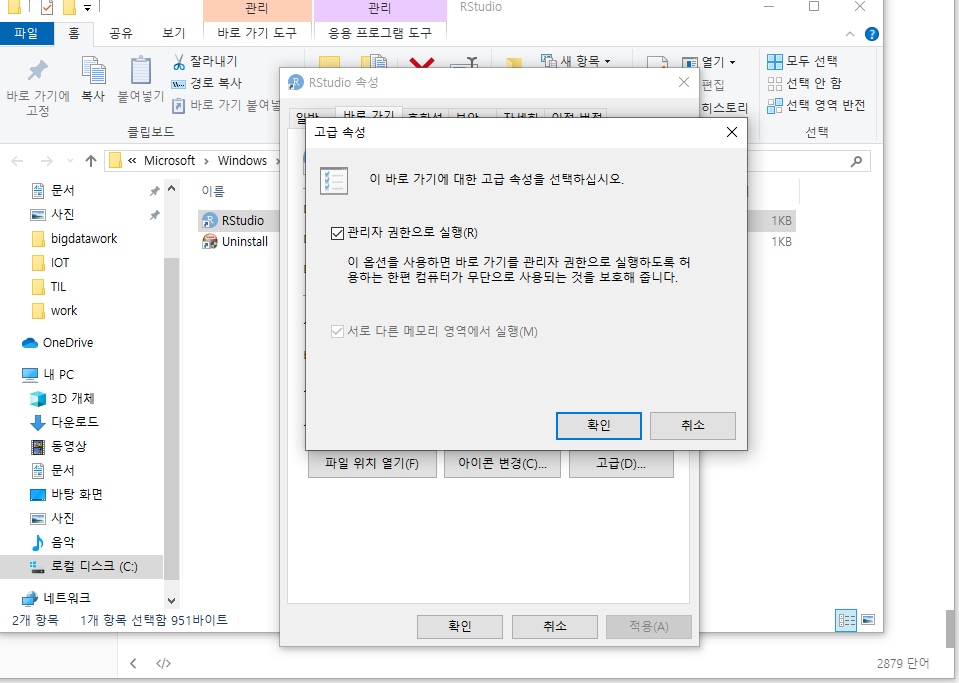 관리
관리
RStudio
파일
홈
공유
보기
바로 가기 도구
응용 프로그램 도구
바로 가기에
고정
복사
붙여넣기
잘라내기
경로 복사
바로 가기 붙여넣
클립보드
새 항목
열기
편집
히스토리
모두 선택
선택 안 함
선택 영역 반전
선택
« Microsoft › Windows ›
문서
사진
bigdatawork
IOT
TIL
work
OneDrive
내 PC
3D 개체
다운로드
동영상
문서
바탕 화면
사진
음악
로컬 디스크 (C:)
네트워크
이름
RStudio
1KB
Uninstall
1KB
2개 항목
1개 항목 선택함 951바이트
RStudio 속성
일반
바로 가기
호환성
보안
자세히
이전 버전
고급 속성
이 바로 가기에 대한 고급 속성을 선택하십시오.
관리자 권한으로 실행(R)
이 옵션을 사용하면 바로 가기를 관리자 권한으로 실행하도록 허
용하는 한편 컴퓨터가 무단으로 사용되는 것을 보호해 줍니다.
서로 다른 메모리 영역에서 실행(M)
확인
취소
파일 위치 열기(F)
아이콘 변경(C)...
고급(D)...
확인
취소
적용(A)
</>
2879 단어